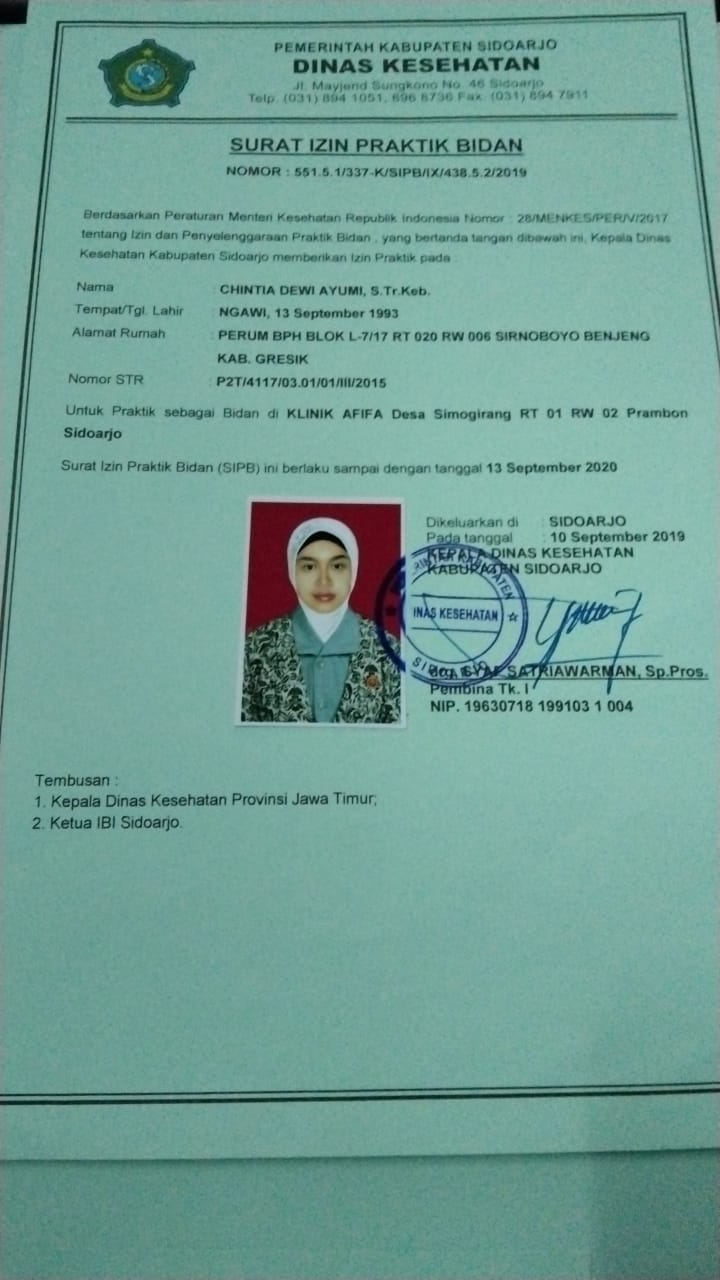 PEMERINTAH KABUPATEN SIDOARJO
DINAS KESEHATAN
Jl. Mayjend Sungkono No. 46 Sidoarjo
Telp. (031) 894 1051, 896 8736 Fax. (031) 894 7911
SURAT IZIN PRAKTIK BIDAN
NOMOR : 551.5.1/337-K/SIPB/IX/438.5.2/2019
Berdasarkan Peraturan Menteri Kesehatan Republik Indonesia Nomor : 28/MENKES/PER/V/2017
tentang Izin dan Penyelenggaraan Praktik Bidan , yang bertanda tangan dibawah ini, Kepala Dinas
Kesehatan Kabupaten Sidoarjo memberikan Izin Praktik pada :
Nama : CHINTIA DEWI AYUMI, S.Tr.Keb.
Tempat/Tgl. Lahir : NGAWI, 13 September 1993
Alamat Rumah : PERUM BPH BLOK L-7/17 RT 020 RW 006 SIRNOBOYO BENJENG
KAB. GRESIK
Nomor STR : P2T/4117/03.01/01/III/2015
Untuk Praktik sebagai Bidan di KLINIK AFIFA Desa Simogirang RT 01 RW 02 Prambon
Sidoarjo
Surat Izin Praktik Bidan (SIPB) ini berlaku sampai dengan tanggal 13 September 2020
Dikeluarkan di : SIDOARJO
Pada tanggal : 10 September 2019
KEPALA DINAS KESEHATAN
KABUPATEN SIDOARJO
KABUPATEN
INAS KESEHATAN
SIDOARJO
drg. SYAF SATRIAWARMAN, Sp.Pros.
Pembina Tk. I
NIP. 19630718 199103 1 004
Tembusan :
1. Kepala Dinas Kesehatan Provinsi Jawa Timur;
2. Ketua IBI Sidoarjo.